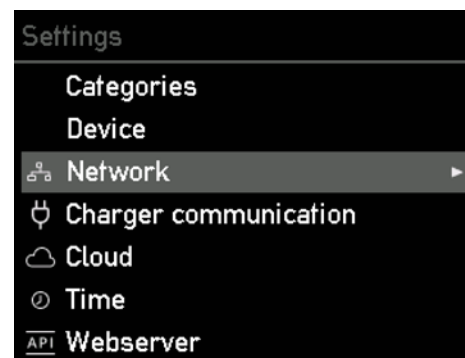 Settings
Categories
Device
Network
Charger communication
Cloud
Time
API Webserver